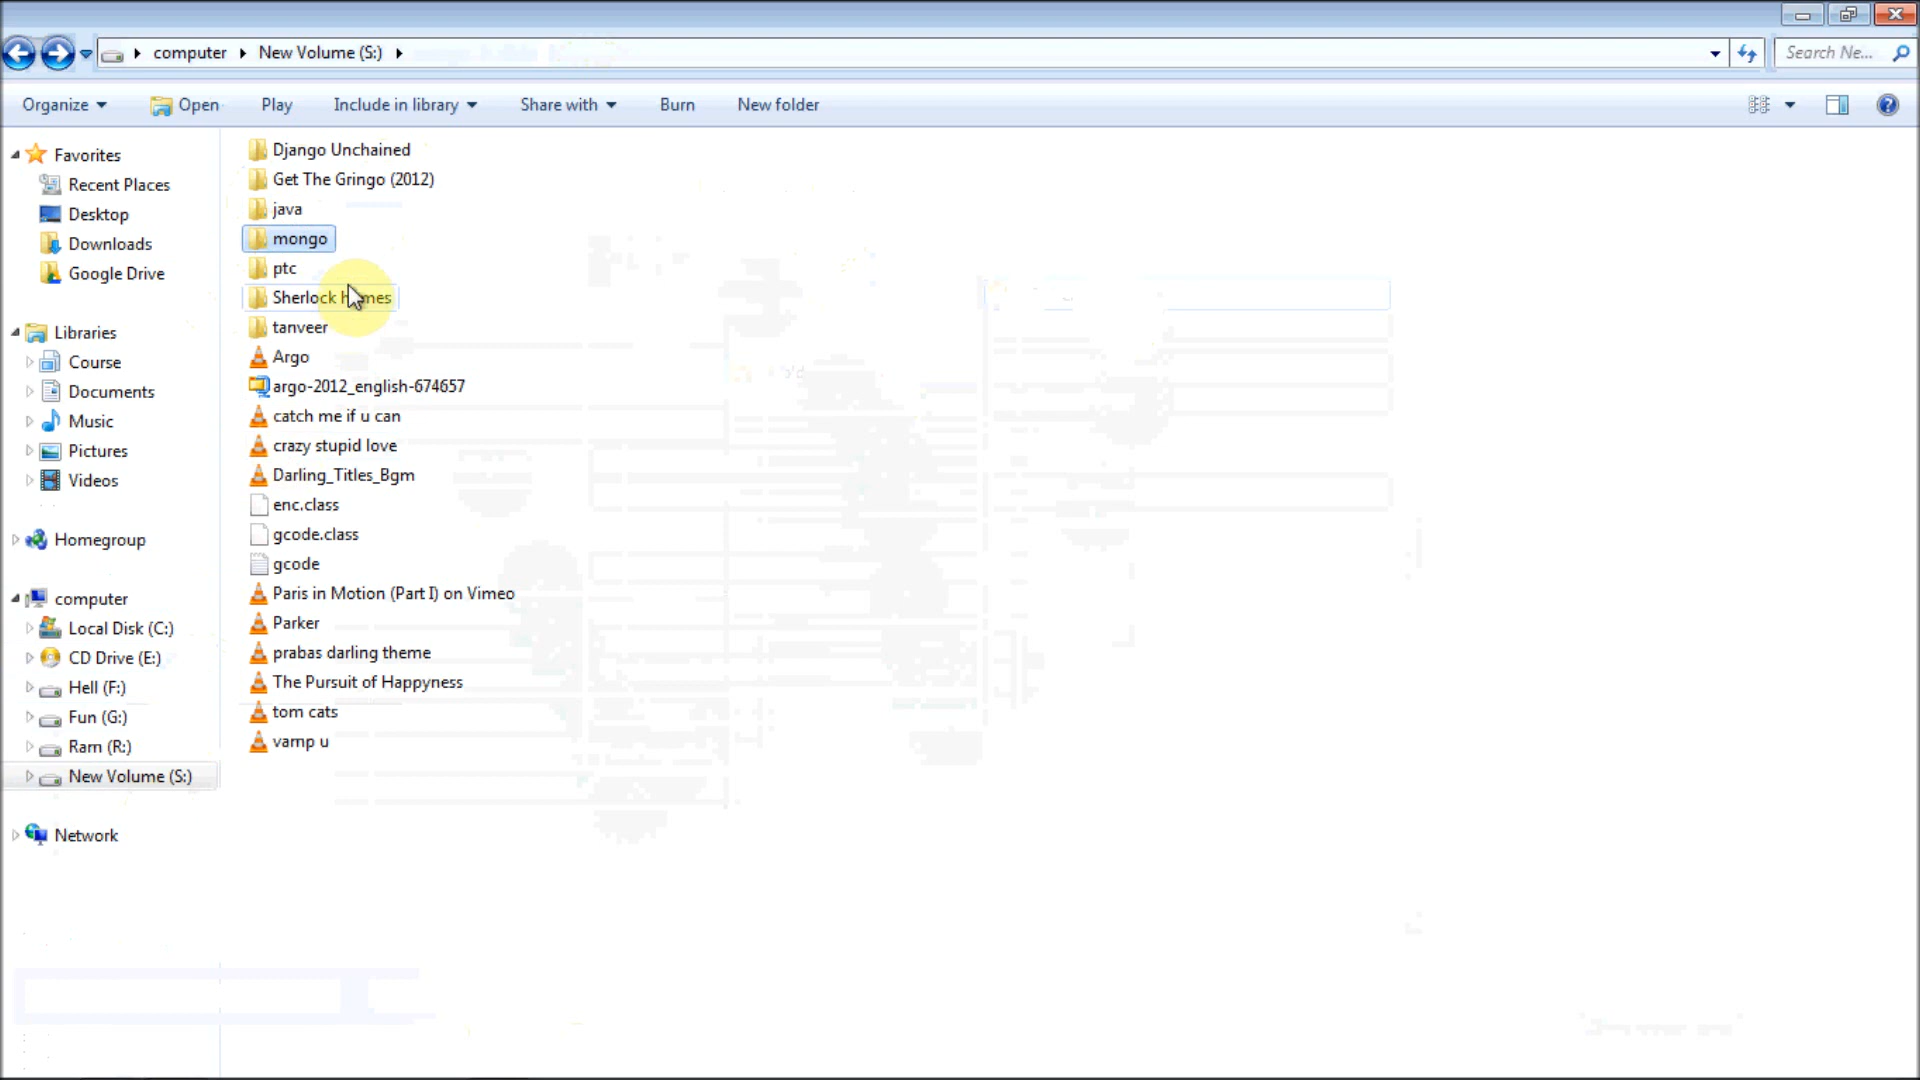 computer New Volume (S:)
Search Ne...
Organize Open Play Include in library Share with Burn New folder
Favorites
Recent Places
Desktop
Downloads
Google Drive
Libraries
Course
Documents
Music
Pictures
Videos
Homegroup
computer
Local Disk (C:)
CD Drive (E:)
Hell (F:)
Fun (G:)
Ram (R:)
New Volume (S:)
Network
Django Unchained
Get The Gringo (2012)
java
mongo
ptc
Sherlock
tanveer
Argo
argo-2012_english-674657
catch me if u can
crazy stupid love
Darling_Titles_Bgm
enc.class
gcode.class
gcode
Paris in Motion (Part I) on Vimeo
Parker
prabas darling theme
The Pursuit of Happyness
tom cats
vamp u